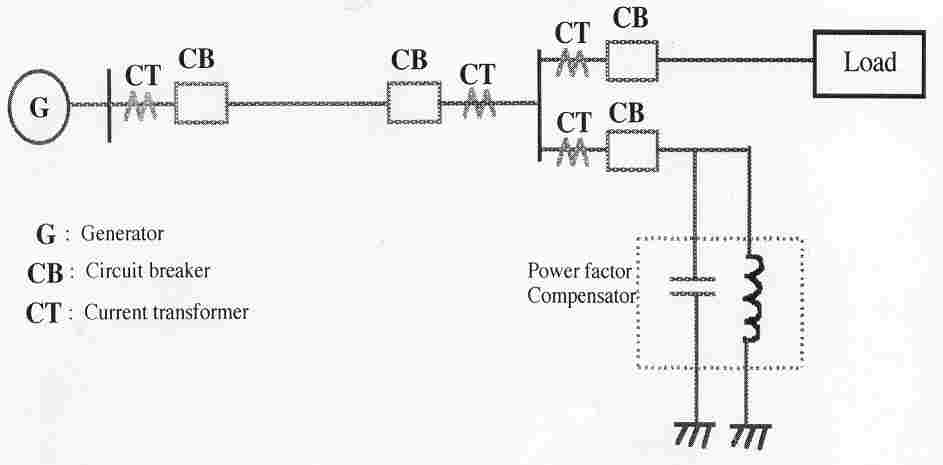 CT CB
CT CB
CB CT
Load
G
CT CB
G : Generator
CB : Circuit breaker
CT : Current transformer
Power factor
Compensator